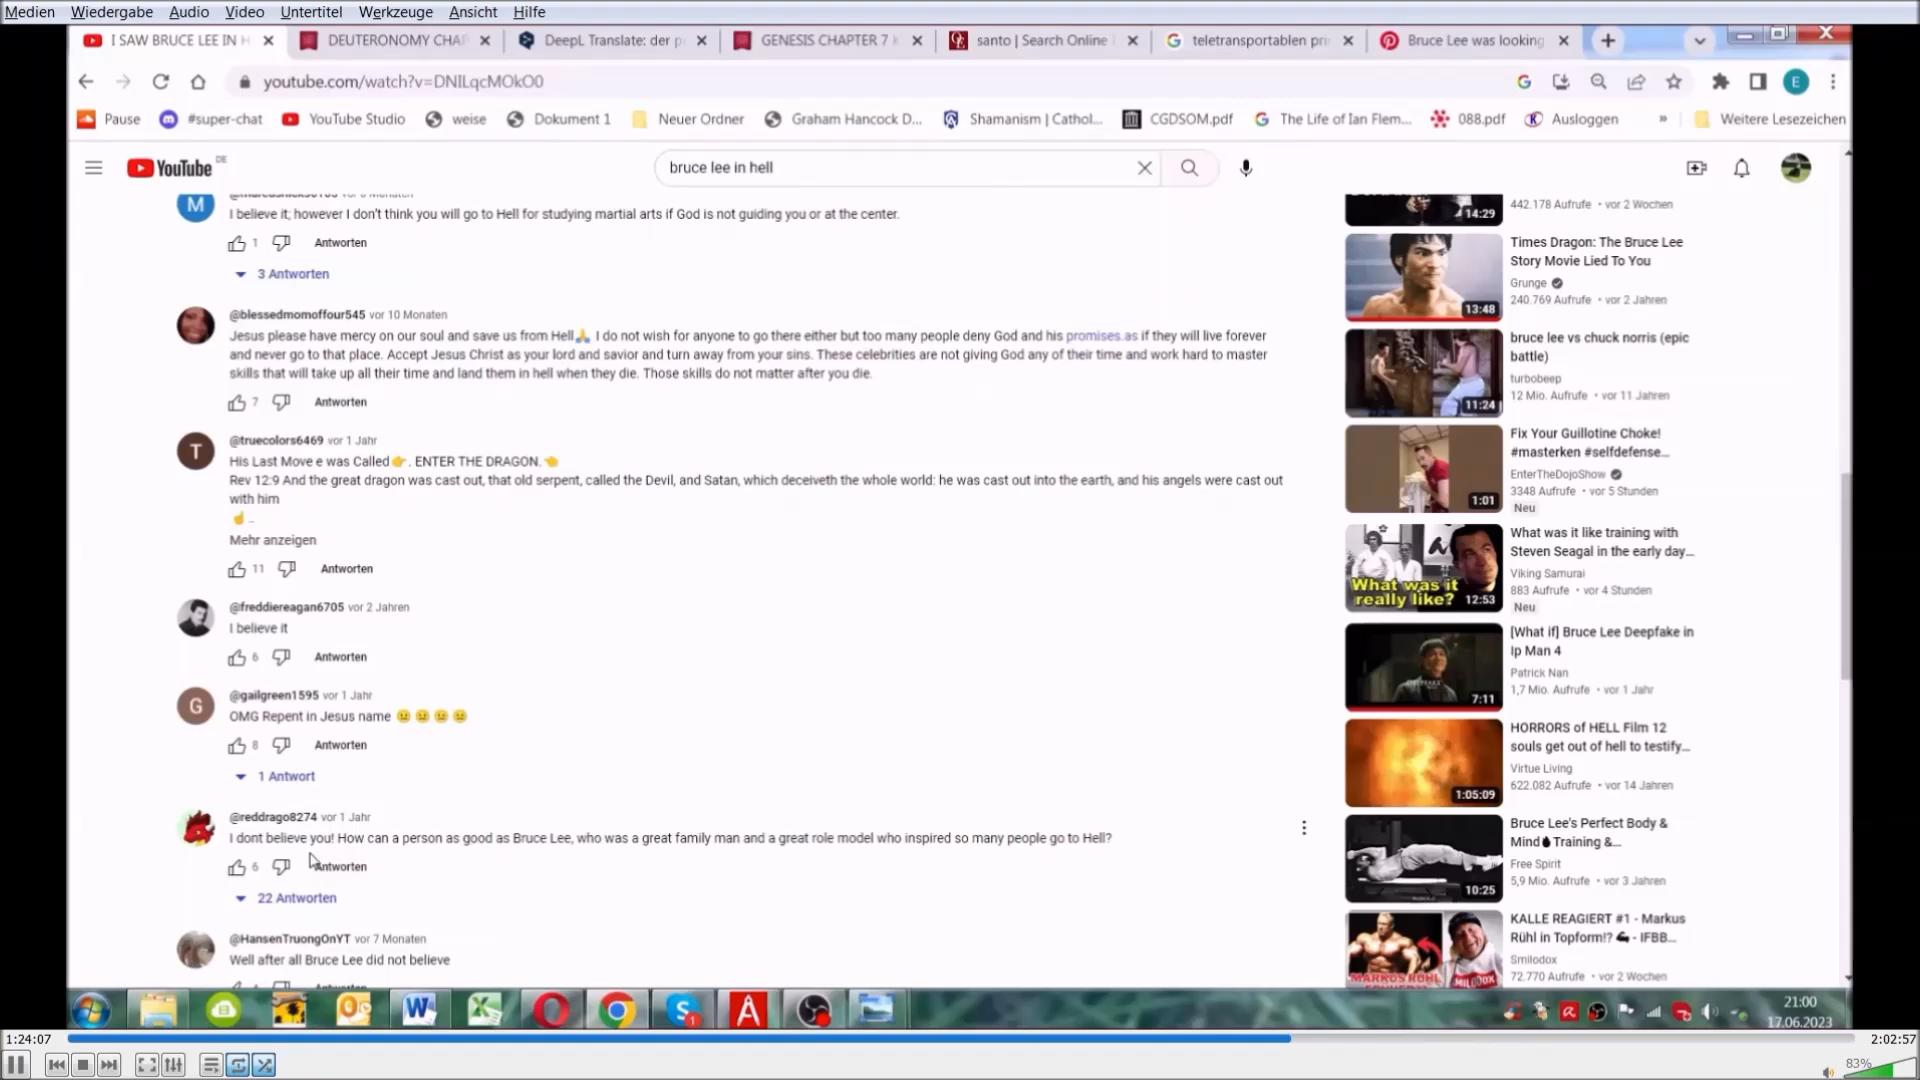 Medien Wiedergabe Audio Video Untertitel Werkzeuge Ansicht Hilfe
I SAW BRUCE LEE IN H DEUTERONOMY CHAP DeepL Translate: der p GENESIS CHAPTER 7 k santo | Search Online teletransportablen pri Bruce Lee was looking
youtube.com/watch?v=DNILqcMOkO0
E
Pause #super-chat YouTube Studio weise Dokument 1 Neuer Ordner Graham Hancock D... Shamanism | Cathol... CGDSOM.pdf The Life of Ian Flem... 088.pdf Ausloggen » Weitere Lesezeichen
YouTube DE
bruce lee in hell
M
I believe it; however I don't think you will go to Hell for studying martial arts if God is not guiding you or at the center.
1 Antworten
3 Antworten
@blessedmomoffour545 vor 10 Monaten
Jesus please have mercy on our soul and save us from Hell🙏 I do not wish for anyone to go there either but too many people deny God and his promises.as if they will live forever
and never go to that place. Accept Jesus Christ as your lord and savior and turn away from your sins. These celebrities are not giving God any of their time and work hard to master
skills that will take up all their time and land them in hell when they die. Those skills do not matter after you die.
7 Antworten
T
@truecolors6469 vor 1 Jahr
His Last Move e was Called👉 . ENTER THE DRAGON. 👈
Rev 12:9 And the great dragon was cast out, that old serpent, called the Devil, and Satan, which deceiveth the whole world: he was cast out into the earth, and his angels were cast out
with him
☝ ..
Mehr anzeigen
11 Antworten
@freddiereagan6705 vor 2 Jahren
I believe it
6 Antworten
G
@gailgreen1595 vor 1 Jahr
OMG Repent in Jesus name 😐 😐 😐 😐
8 Antworten
1 Antwort
@reddrago8274 vor 1 Jahr
I dont believe you! How can a person as good as Bruce Lee, who was a great family man and a great role model who inspired so many people go to Hell?
6 Antworten
22 Antworten
@HansenTruongOnYT vor 7 Monaten
Well after all Bruce Lee did not believe
14:29
442.178 Aufrufe • vor 2 Wochen
13:48
Times Dragon: The Bruce Lee
Story Movie Lied To You
Grunge
240.769 Aufrufe • vor 2 Jahren
11:24
bruce lee vs chuck norris (epic
battle)
turbobeep
12 Mio. Aufrufe • vor 11 Jahren
1:01
Fix Your Guillotine Choke!
#masterken #selfdefense...
EnterTheDojoShow
3348 Aufrufe • vor 5 Stunden
Neu
What was it
really like? 12:53
What was it like training with
Steven Seagal in the early day...
Viking Samurai
883 Aufrufe • vor 4 Stunden
Neu
7:11
[What if] Bruce Lee Deepfake in
Ip Man 4
Patrick Nan
1,7 Mio. Aufrufe • vor 1 Jahr
1:05:09
HORRORS of HELL Film 12
souls get out of hell to testify...
Virtue Living
622.082 Aufrufe • vor 14 Jahren
10:25
Bruce Lee's Perfect Body &
Mind Training &...
Free Spirit
5,9 Mio. Aufrufe • vor 3 Jahren
MARKUS RÜHL
KALLE REAGIERT #1 - Markus
Rühl in Topform!? - IFBB...
Smilodox
72.770 Aufrufe • vor 2 Wochen
21:00
17.06.2023
1:24:07
2:02:57
83%